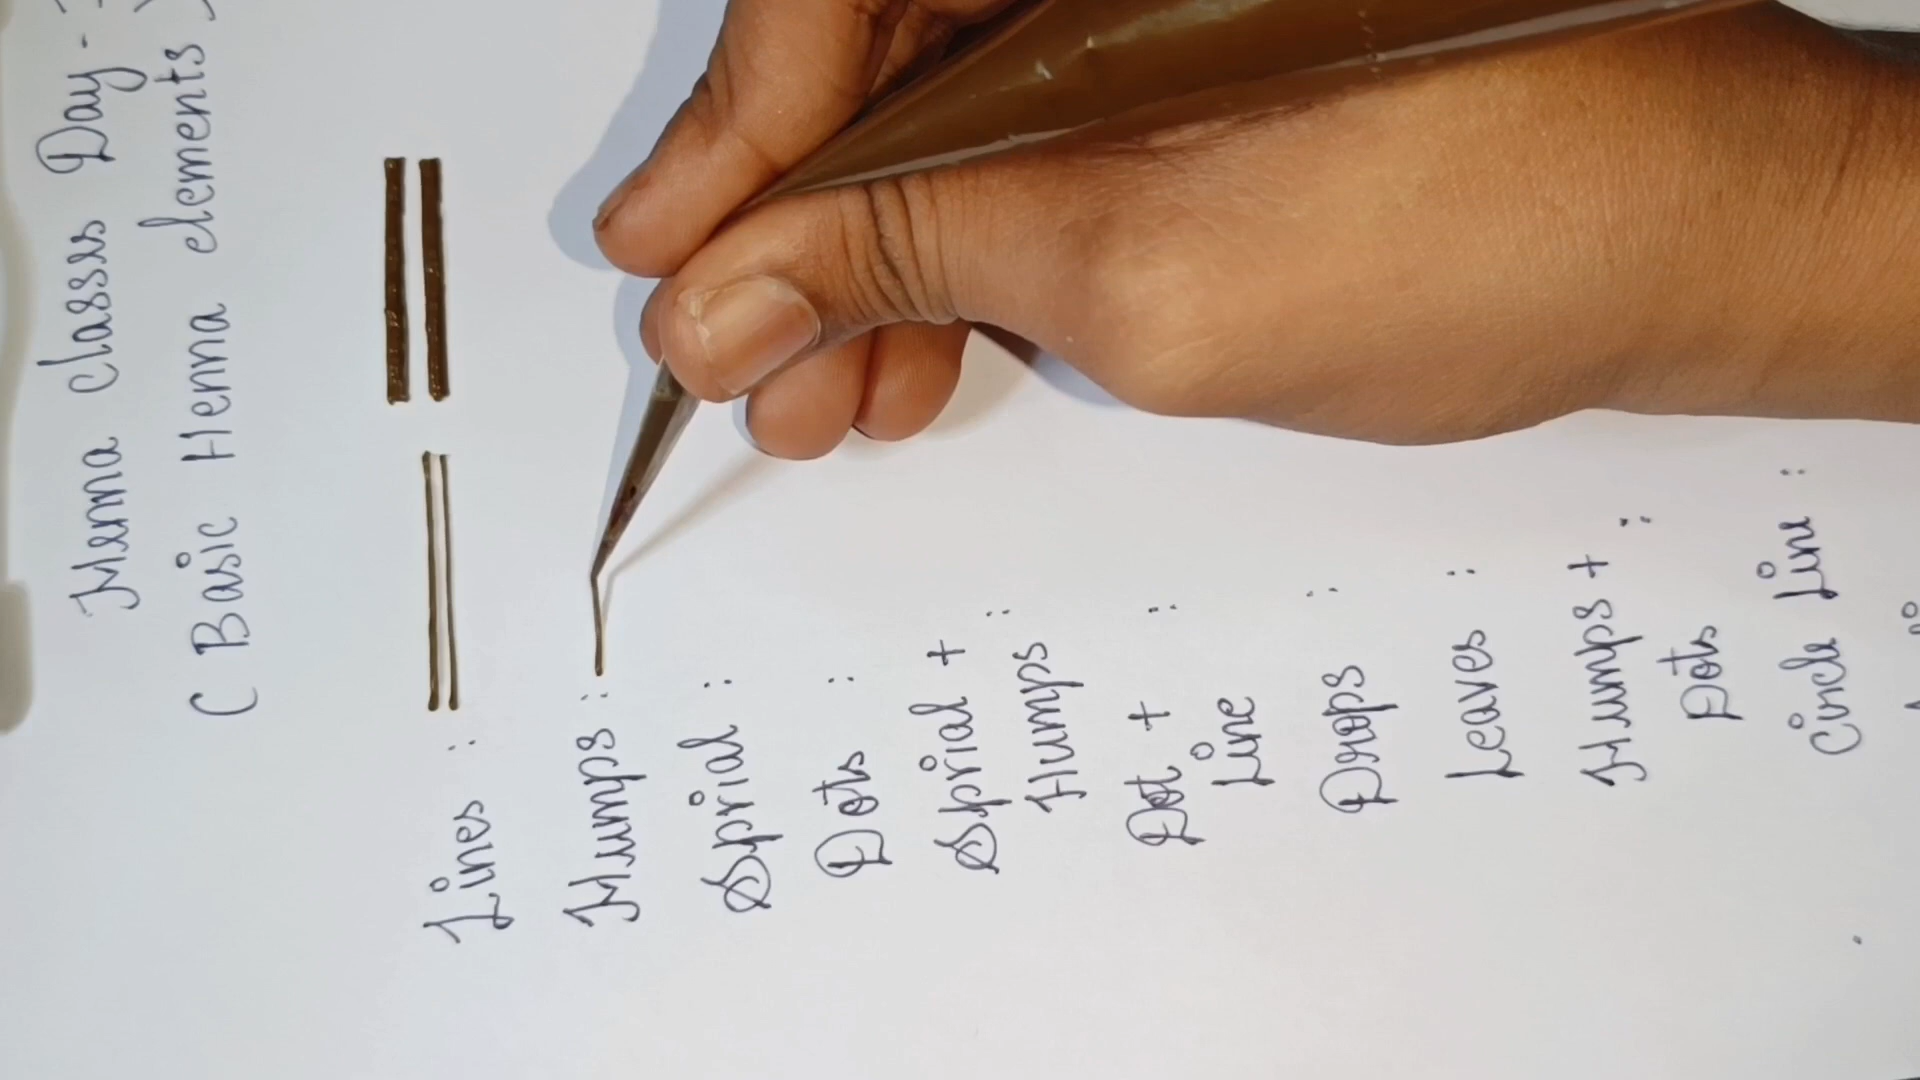 Henna classes Day -
( Basic Henna elements )
Lines :
Humps :
Sprial :
Dots :
Sprial +
Humps :
Dot +
Line :
Drops :
Leaves :
Humps +
Dots :
Circle Line :